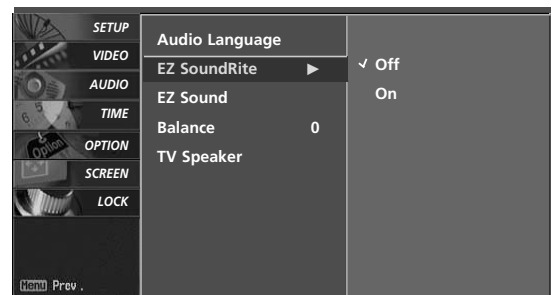 SETUP
VIDEO
AUDIO
TIME
OPTION
SCREEN
LOCK
Menu Prev .
Audio Language
EZ SoundRite ►
EZ Sound
Balance 0
TV Speaker
✓ Off
On